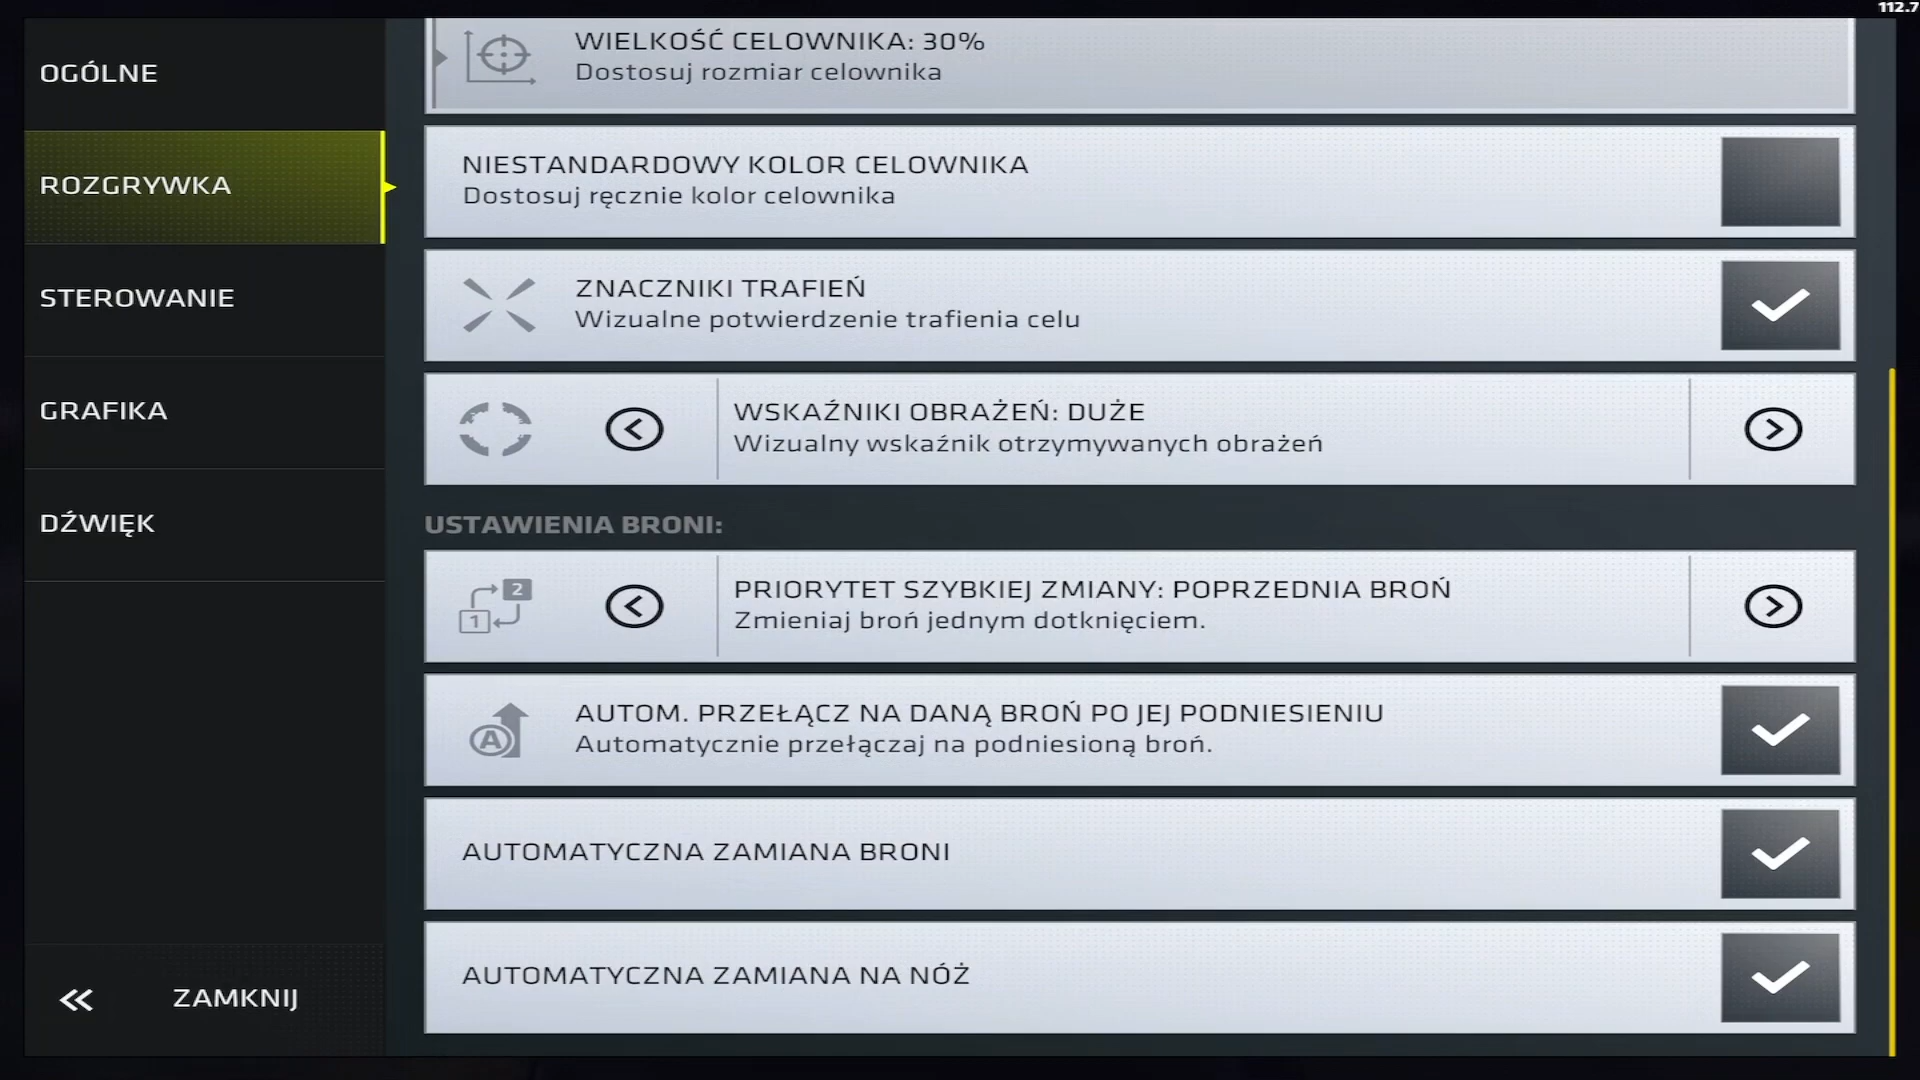 112.7
OGÓLNE
ROZGRYWKA
STEROWANIE
GRAFIKA
DŹWIĘK
ZAMKNIJ
WIELKOŚĆ CELOWNIKA: 30%
Dostosuj rozmiar celownika
NIESTANDARDOWY KOLOR CELOWNIKA
Dostosuj ręcznie kolor celownika
ZNACZNIKI TRAFIEŃ
Wizualne potwierdzenie trafienia celu
WSKAŹNIKI OBRAŻEŃ: DUŻE
Wizualny wskaźnik otrzymywanych obrażeń
USTAWIENIA BRONI:
1 2
PRIORYTET SZYBKIEJ ZMIANY: POPRZEDNIA BROŃ
Zmieniaj broń jednym dotknięciem.
A
AUTOM. PRZEŁĄCZ NA DANĄ BROŃ PO JEJ PODNIESIENIU
Automatycznie przełączaj na podniesioną broń.
AUTOMATYCZNA ZAMIANA BRONI
AUTOMATYCZNA ZAMIANA NA NÓŻ